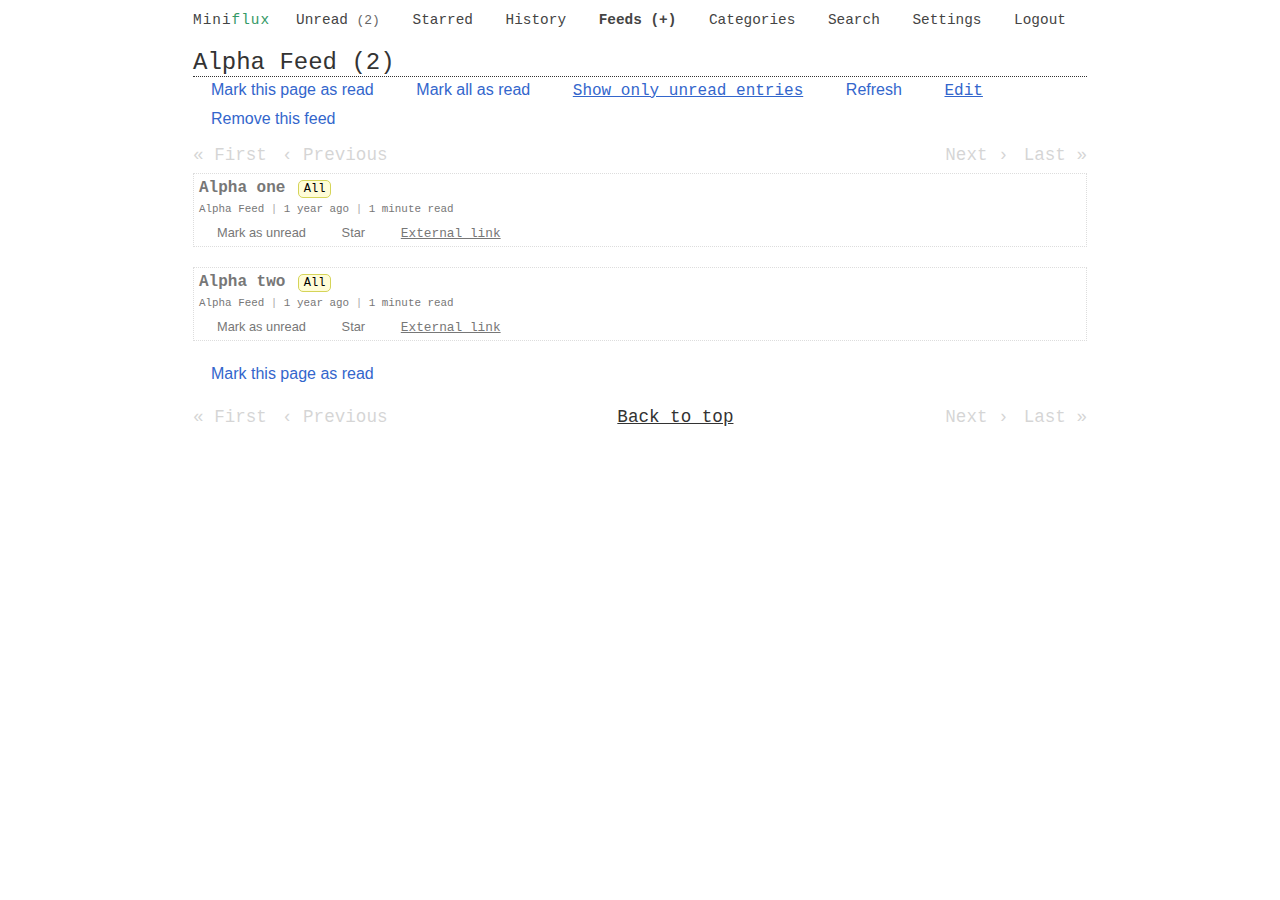 Miniflux Unread (2) Starred History Feeds (+) Categories Search Settings Logout
Alpha Feed (2)
Mark this page as read Mark all as read Show only unread entries Refresh Edit
Remove this feed
« First ‹ Previous Next › Last »
Alpha one All
Alpha Feed | 1 year ago | 1 minute read
Mark as unread Star External link
Alpha two All
Alpha Feed | 1 year ago | 1 minute read
Mark as unread Star External link
Mark this page as read
« First ‹ Previous Back to top Next › Last »